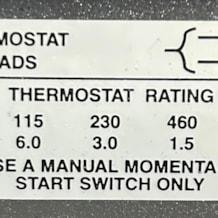 MOSTAT
ADS
THERMOSTAT RATING
115 230 460
6.0 3.0 1.5
SE A MANUAL MOMENTA
START SWITCH ONLY